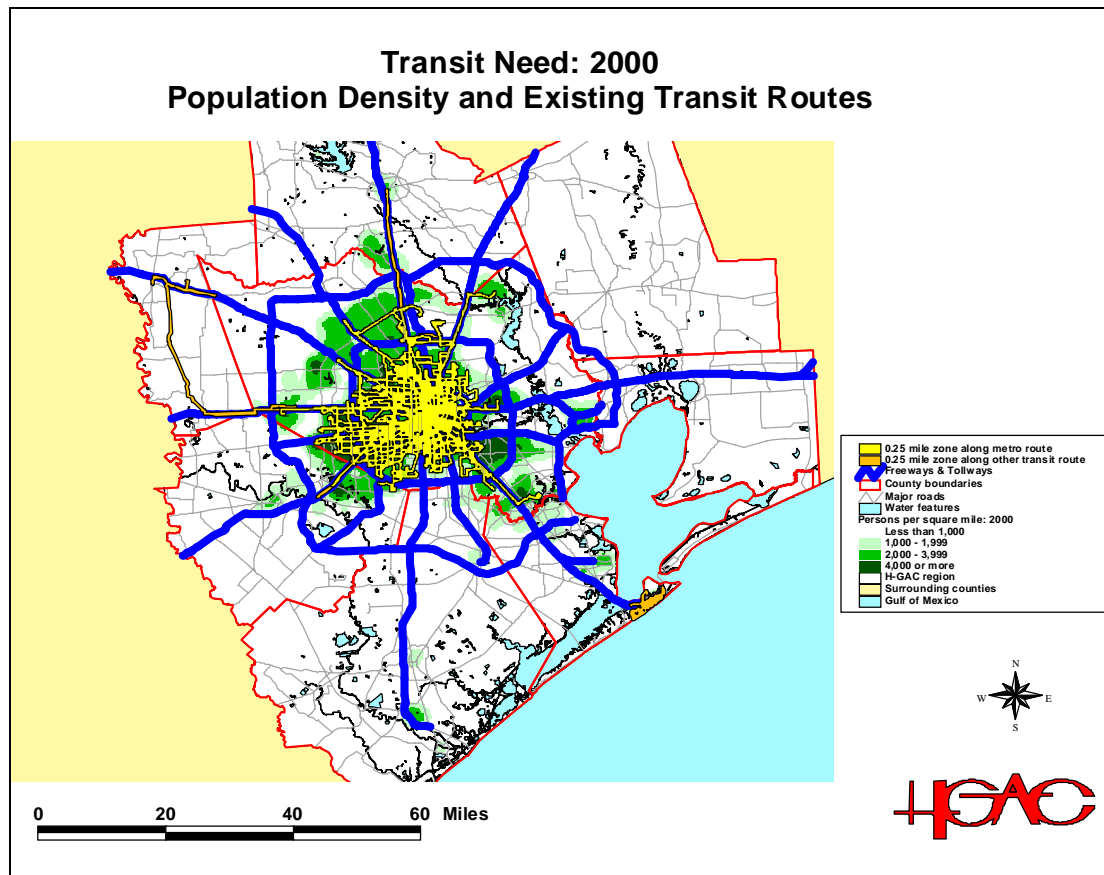 Transit Need: 2000
Population Density and Existing Transit Routes
0.25 mile zone along metro route
0.25 mile zone along other transit route
Freeways & Tollways
County boundaries
Major roads
Water features
Persons per square mile: 2000
Less than 1,000
1,000 - 1,999
2,000 - 3,999
4,000 or more
H-GAC region
Surrounding counties
Gulf of Mexico
N
W E
S
0 20 40 60 Miles
HGAC